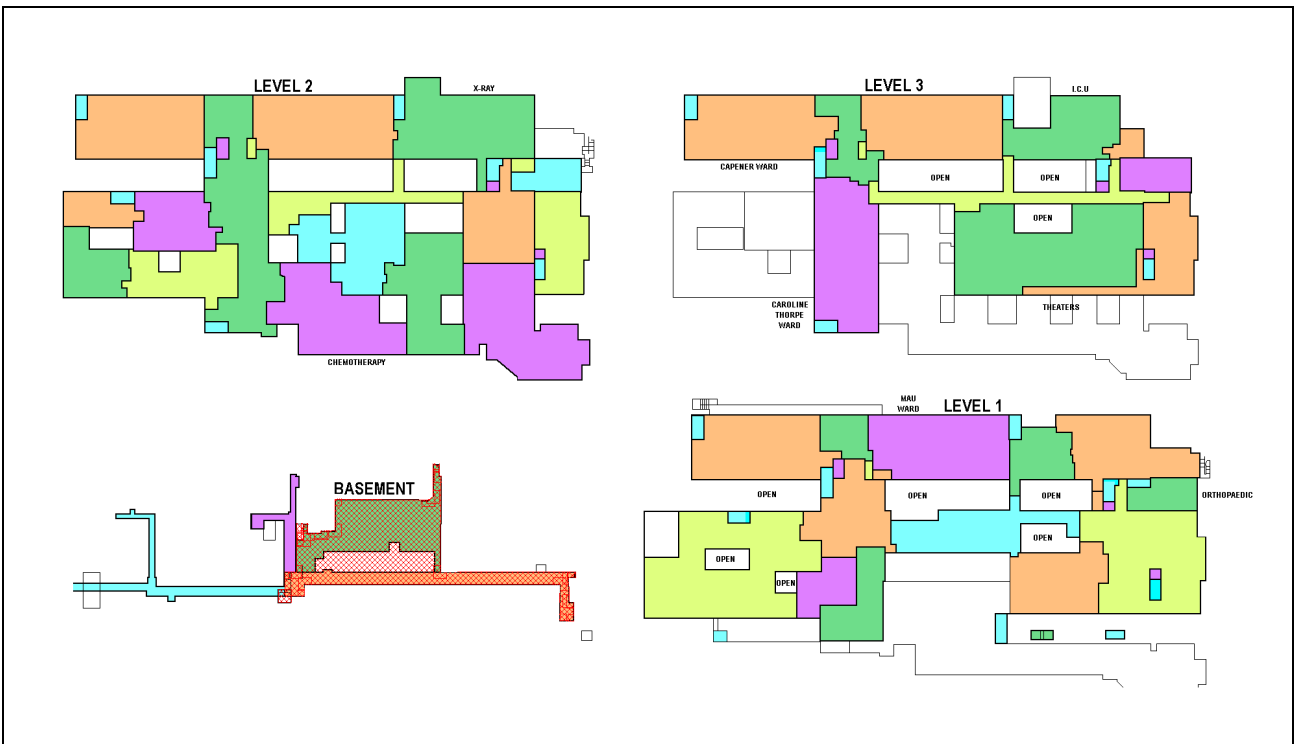 LEVEL 2
X-RAY
CHEMOTHERAPY
LEVEL 3
I.C.U
CAPENER WARD
OPEN
OPEN
OPEN
CAROLINE
THORPE
WARD
THEATERS
BASEMENT
MAU
WARD
LEVEL 1
OPEN
OPEN
OPEN
ORTHOPAEDIC
OPEN
OPEN
OPEN